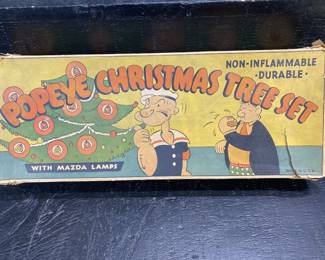 NON-INFLAMMABLE
·DURABLE·
POPEYE CHRISTMAS TREE SET
WITH MAZDA LAMPS